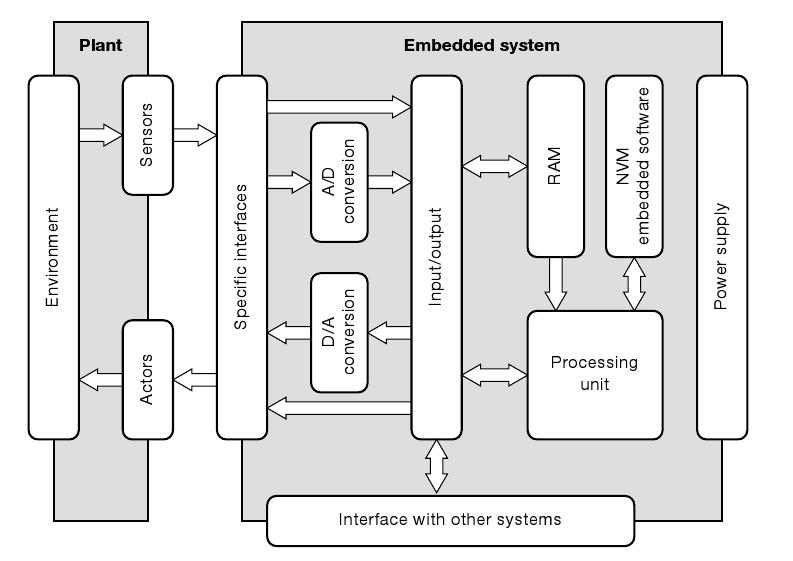 Plant
Embedded system
Environment
Sensors
Actors
Specific interfaces
A/D
conversion
D/A
conversion
Input/output
RAM
NVM
embedded software
Processing
unit
Power supply
Interface with other systems